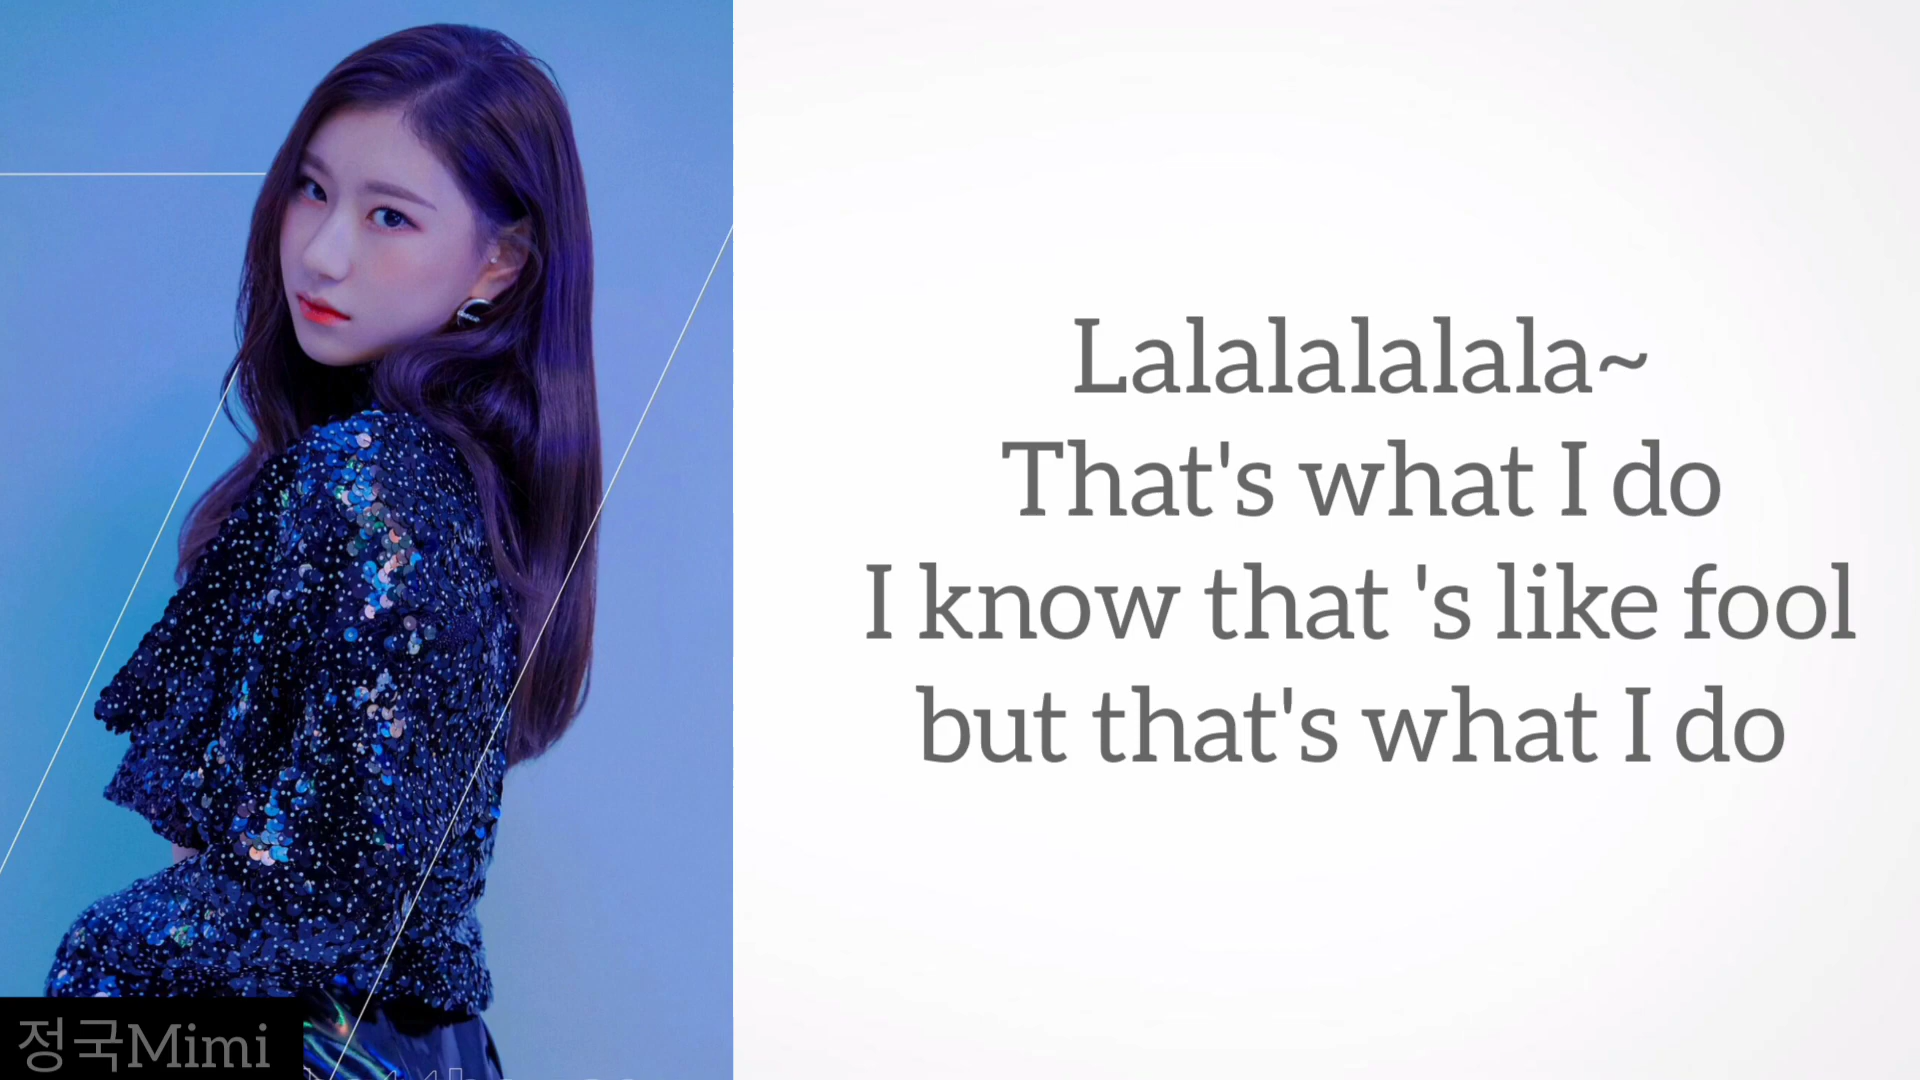 Lalalalalala~
That's what I do
I know that 's like fool
but that's what I do
정국Mimi